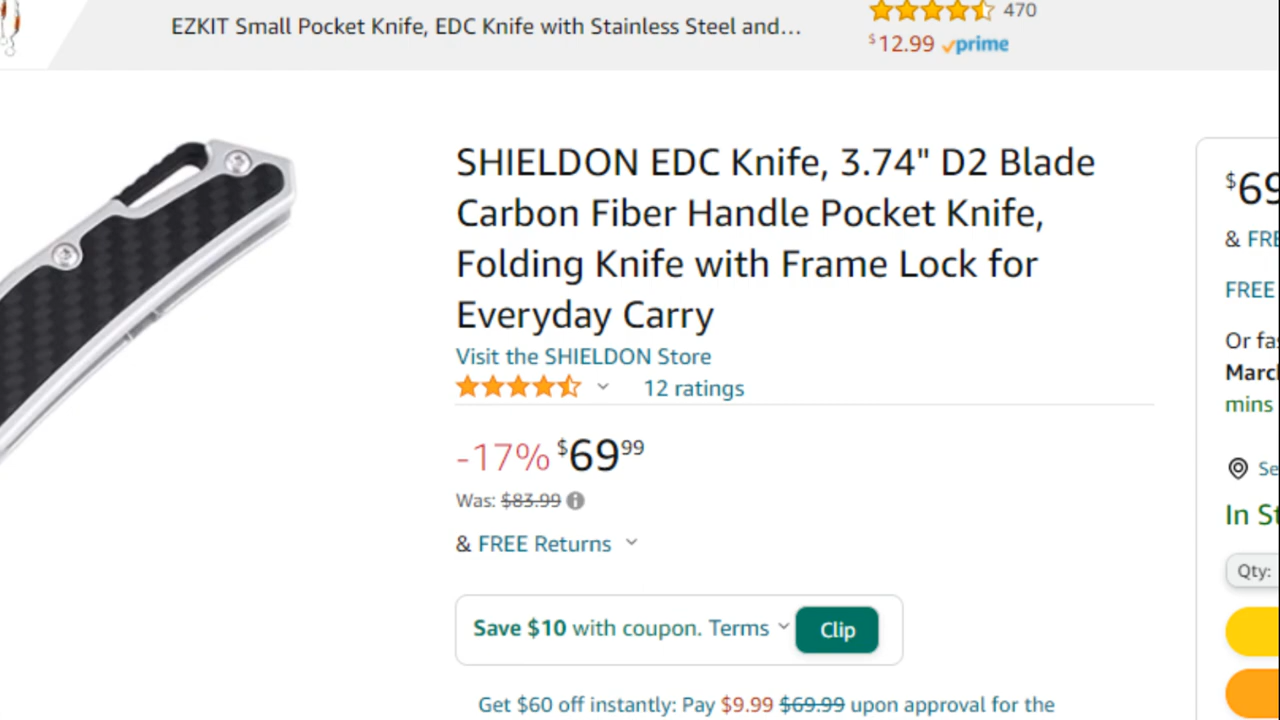 EZKIT Small Pocket Knife, EDC Knife with Stainless Steel and...
470
$12.99 prime
SHIELDON EDC Knife, 3.74" D2 Blade
Carbon Fiber Handle Pocket Knife,
Folding Knife with Frame Lock for
Everyday Carry
Visit the SHIELDON Store
12 ratings
-17% $69.99
Was: $83.99
& FREE Returns
Save $10 with coupon. Terms Clip
Get $60 off instantly: Pay $9.99 $69.99 upon approval for the
$69
& FRE
FREE
Or fas
March
mins
Se
In St
Qty: